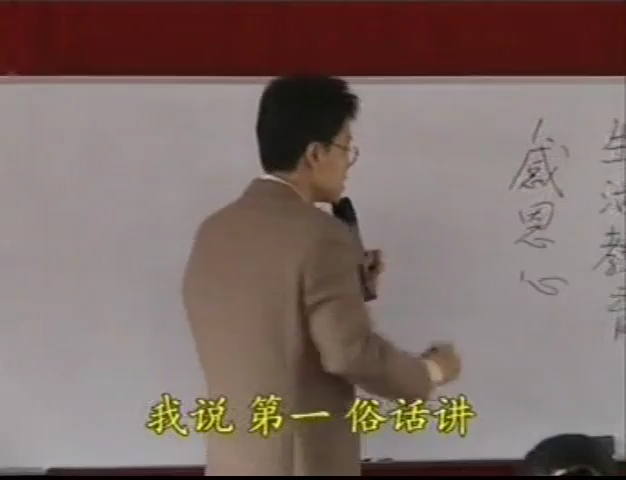 生活教育
感恩心
我说 第一 俗话讲